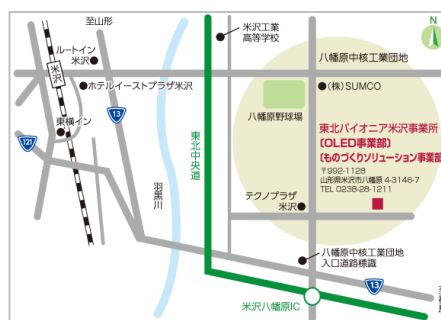 至山形
米沢
ルートイン
米沢
ホテルイーストプラザ米沢
13
東横イン
121
羽黒川
東北中央道
米沢工業
高等学校
N
八幡原中核工業団地
(株)SUMCO
八幡原野球場
東北パイオニア米沢事業所
〔OLED事業部〕
〔ものづくりソリューション事業部
〒992-1128
山形県米沢市八幡原 4-3146-7
TEL 0238-28-1211
テクノプラザ
米沢
八幡原中核工業団地
入口道路標識
13
米沢八幡原IC